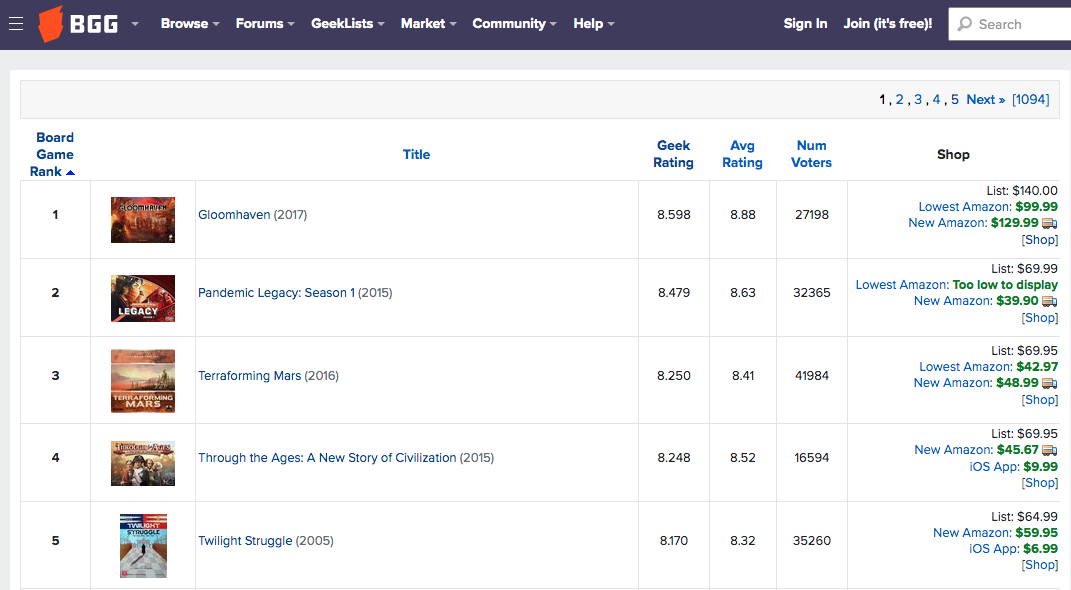 BGG Browse Forums GeekLists Market Community Help Sign In Join (it's free)! Search
1 , 2 , 3 , 4 , 5 Next » [1094]
Board Game Rank Title Geek Rating Avg Rating Num Voters Shop
1 GLOOMHAVEN Gloomhaven (2017) 8.598 8.88 27198 List: $140.00
Lowest Amazon: $99.99
New Amazon: $129.99
[Shop]
2 LEGACY Pandemic Legacy: Season 1 (2015) 8.479 8.63 32365 List: $69.99
Lowest Amazon: Too low to display
New Amazon: $39.90
[Shop]
3 TERRAFORMING MARS Terraforming Mars (2016) 8.250 8.41 41984 List: $69.95
Lowest Amazon: $42.97
New Amazon: $48.99
[Shop]
4 THROUGH THE AGES Through the Ages: A New Story of Civilization (2015) 8.248 8.52 16594 List: $69.95
New Amazon: $45.67
iOS App: $9.99
[Shop]
5 TWILIGHT STRUGGLE Twilight Struggle (2005) 8.170 8.32 35260 List: $64.99
New Amazon: $59.95
iOS App: $6.99
[Shop]